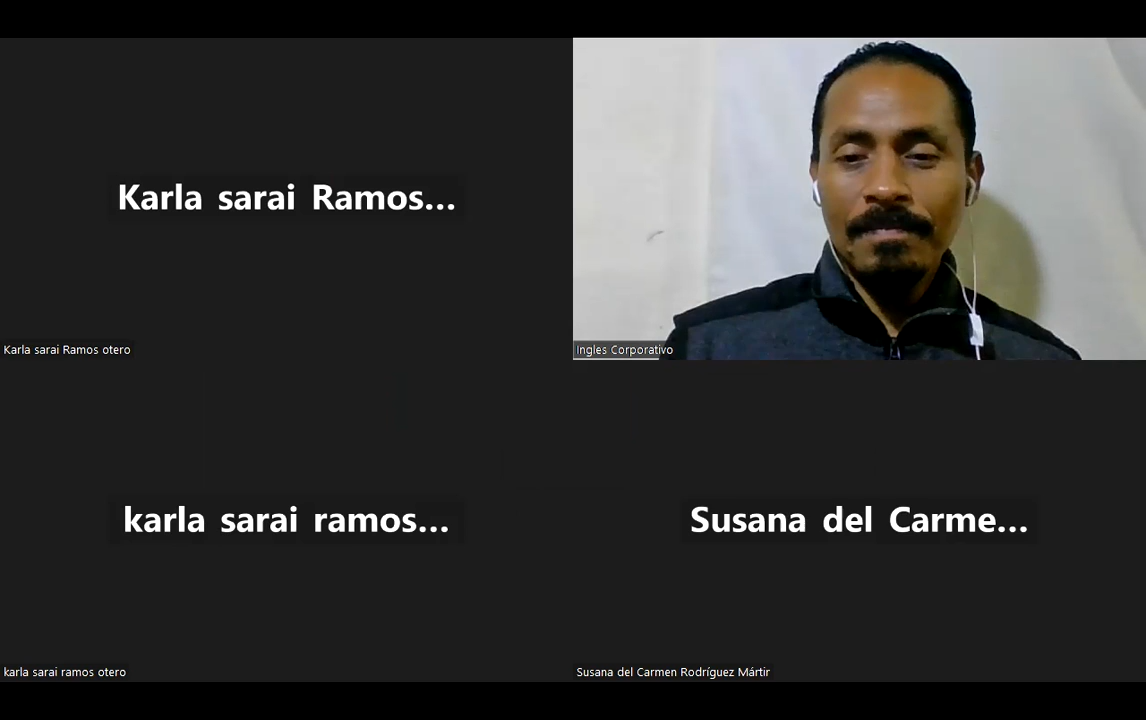 Karla sarai Ramos...
Karla sarai Ramos otero
Ingles Corporativo
karla sarai ramos...
Susana del Carme...
karla sarai ramos otero
Susana del Carmen Rodríguez Mártir